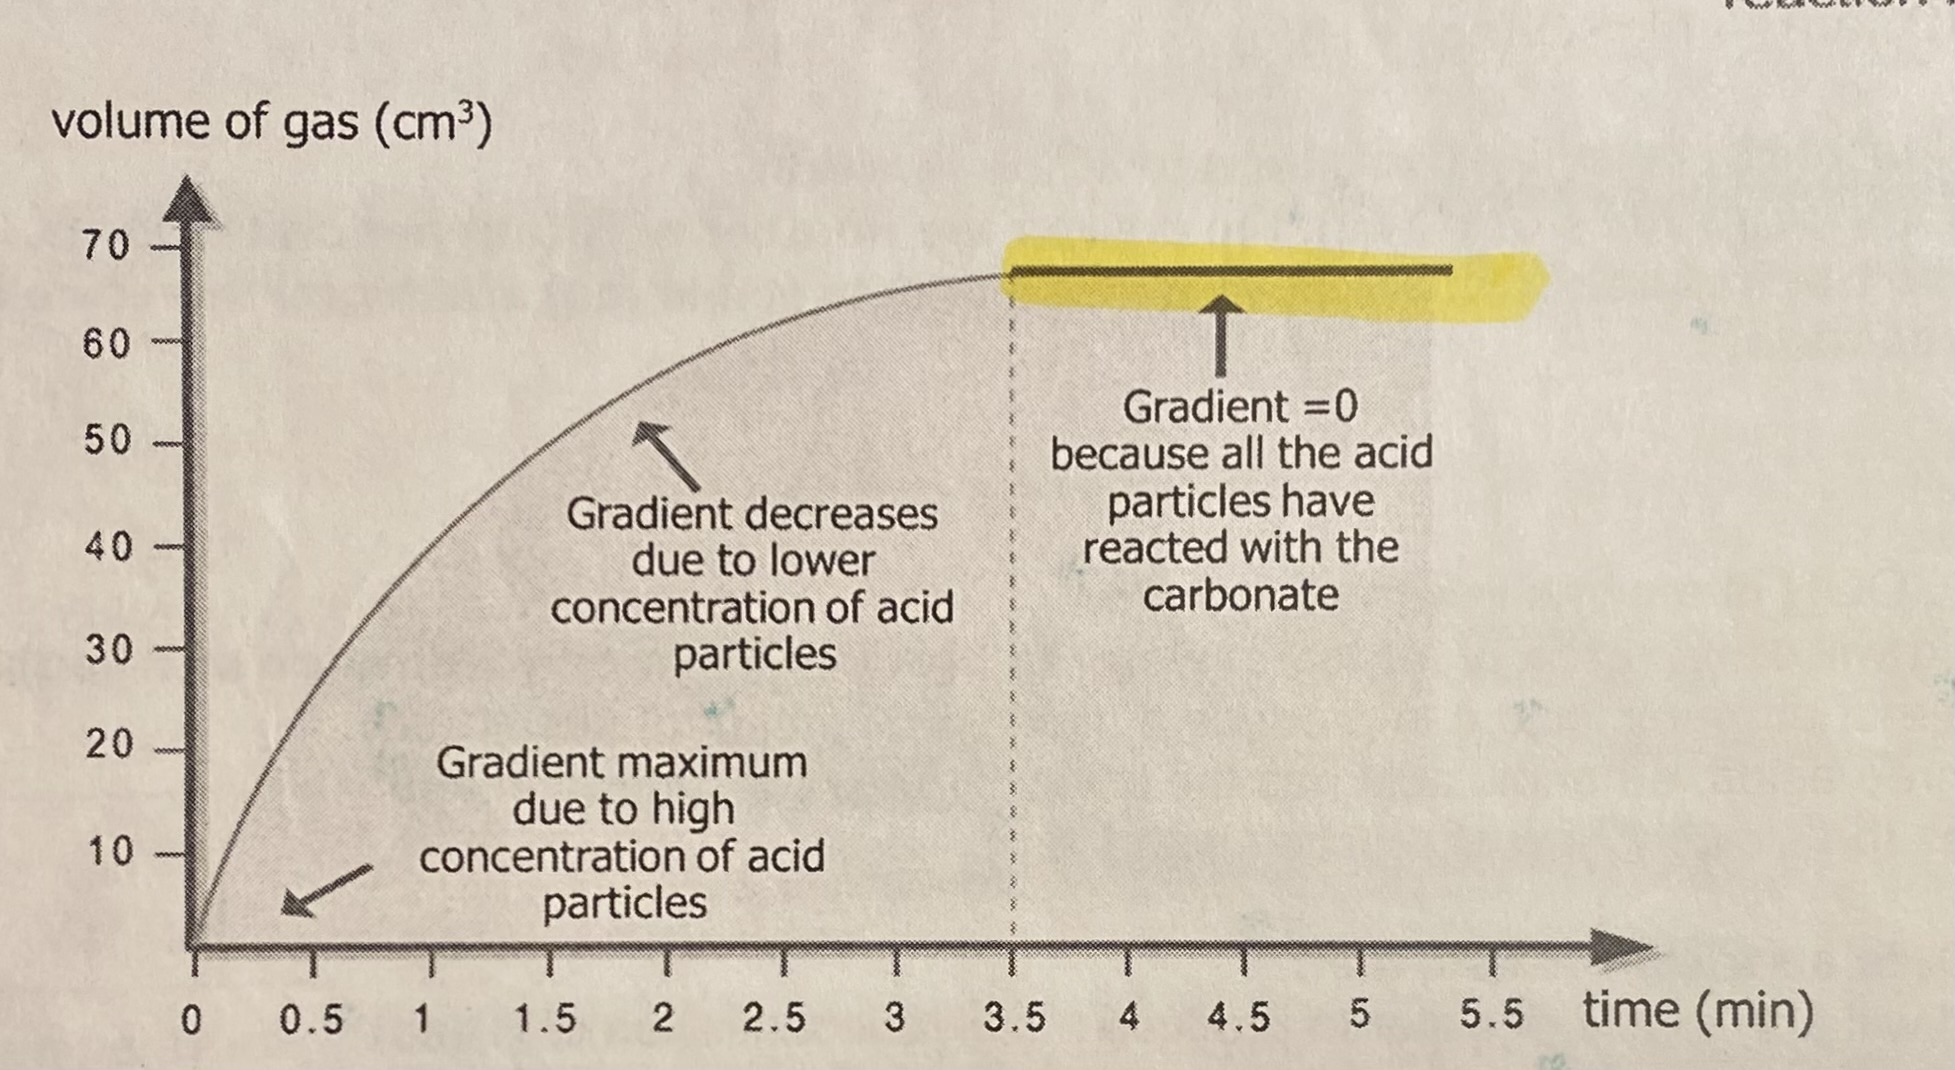 volume of gas (cm³)
70
60
50
40
30
20
10
Gradient =0
because all the acid
particles have
reacted with the
carbonate
Gradient decreases
due to lower
concentration of acid
particles
Gradient maximum
due to high
concentration of acid
particles
0 0.5 1 1.5 2 2.5 3 3.5 4 4.5 5 5.5 time (min)